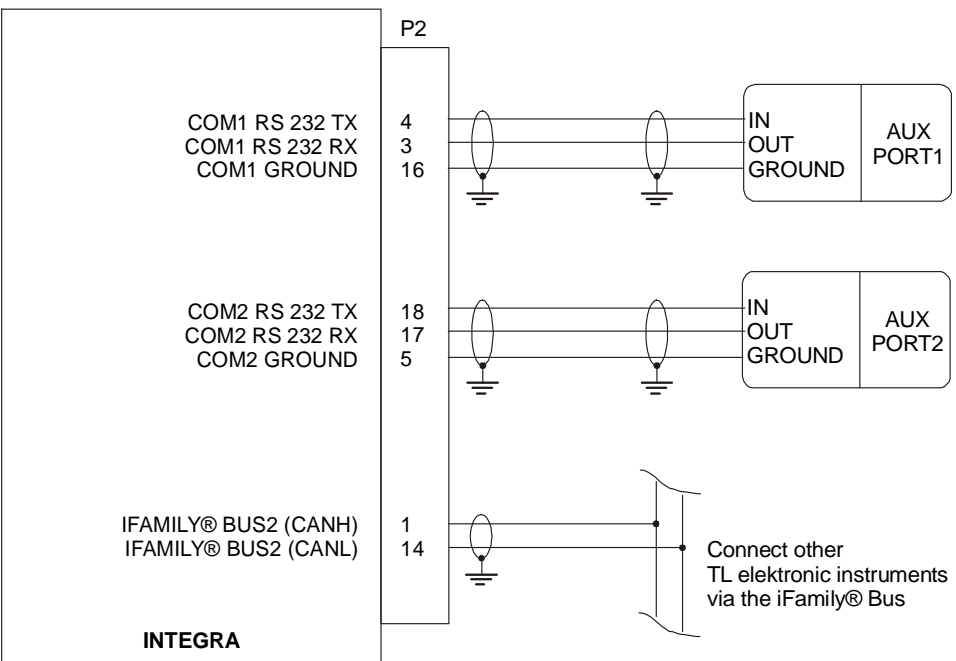 P2
COM1 RS 232 TX 4 IN
COM1 RS 232 RX 3 OUT
COM1 GROUND 16 GROUND
AUX
PORT1
COM2 RS 232 TX 18 IN
COM2 RS 232 RX 17 OUT
COM2 GROUND 5 GROUND
AUX
PORT2
IFAMILY® BUS2 (CANH) 1
IFAMILY® BUS2 (CANL) 14
Connect other
TL elektronic instruments
via the iFamily® Bus
INTEGRA